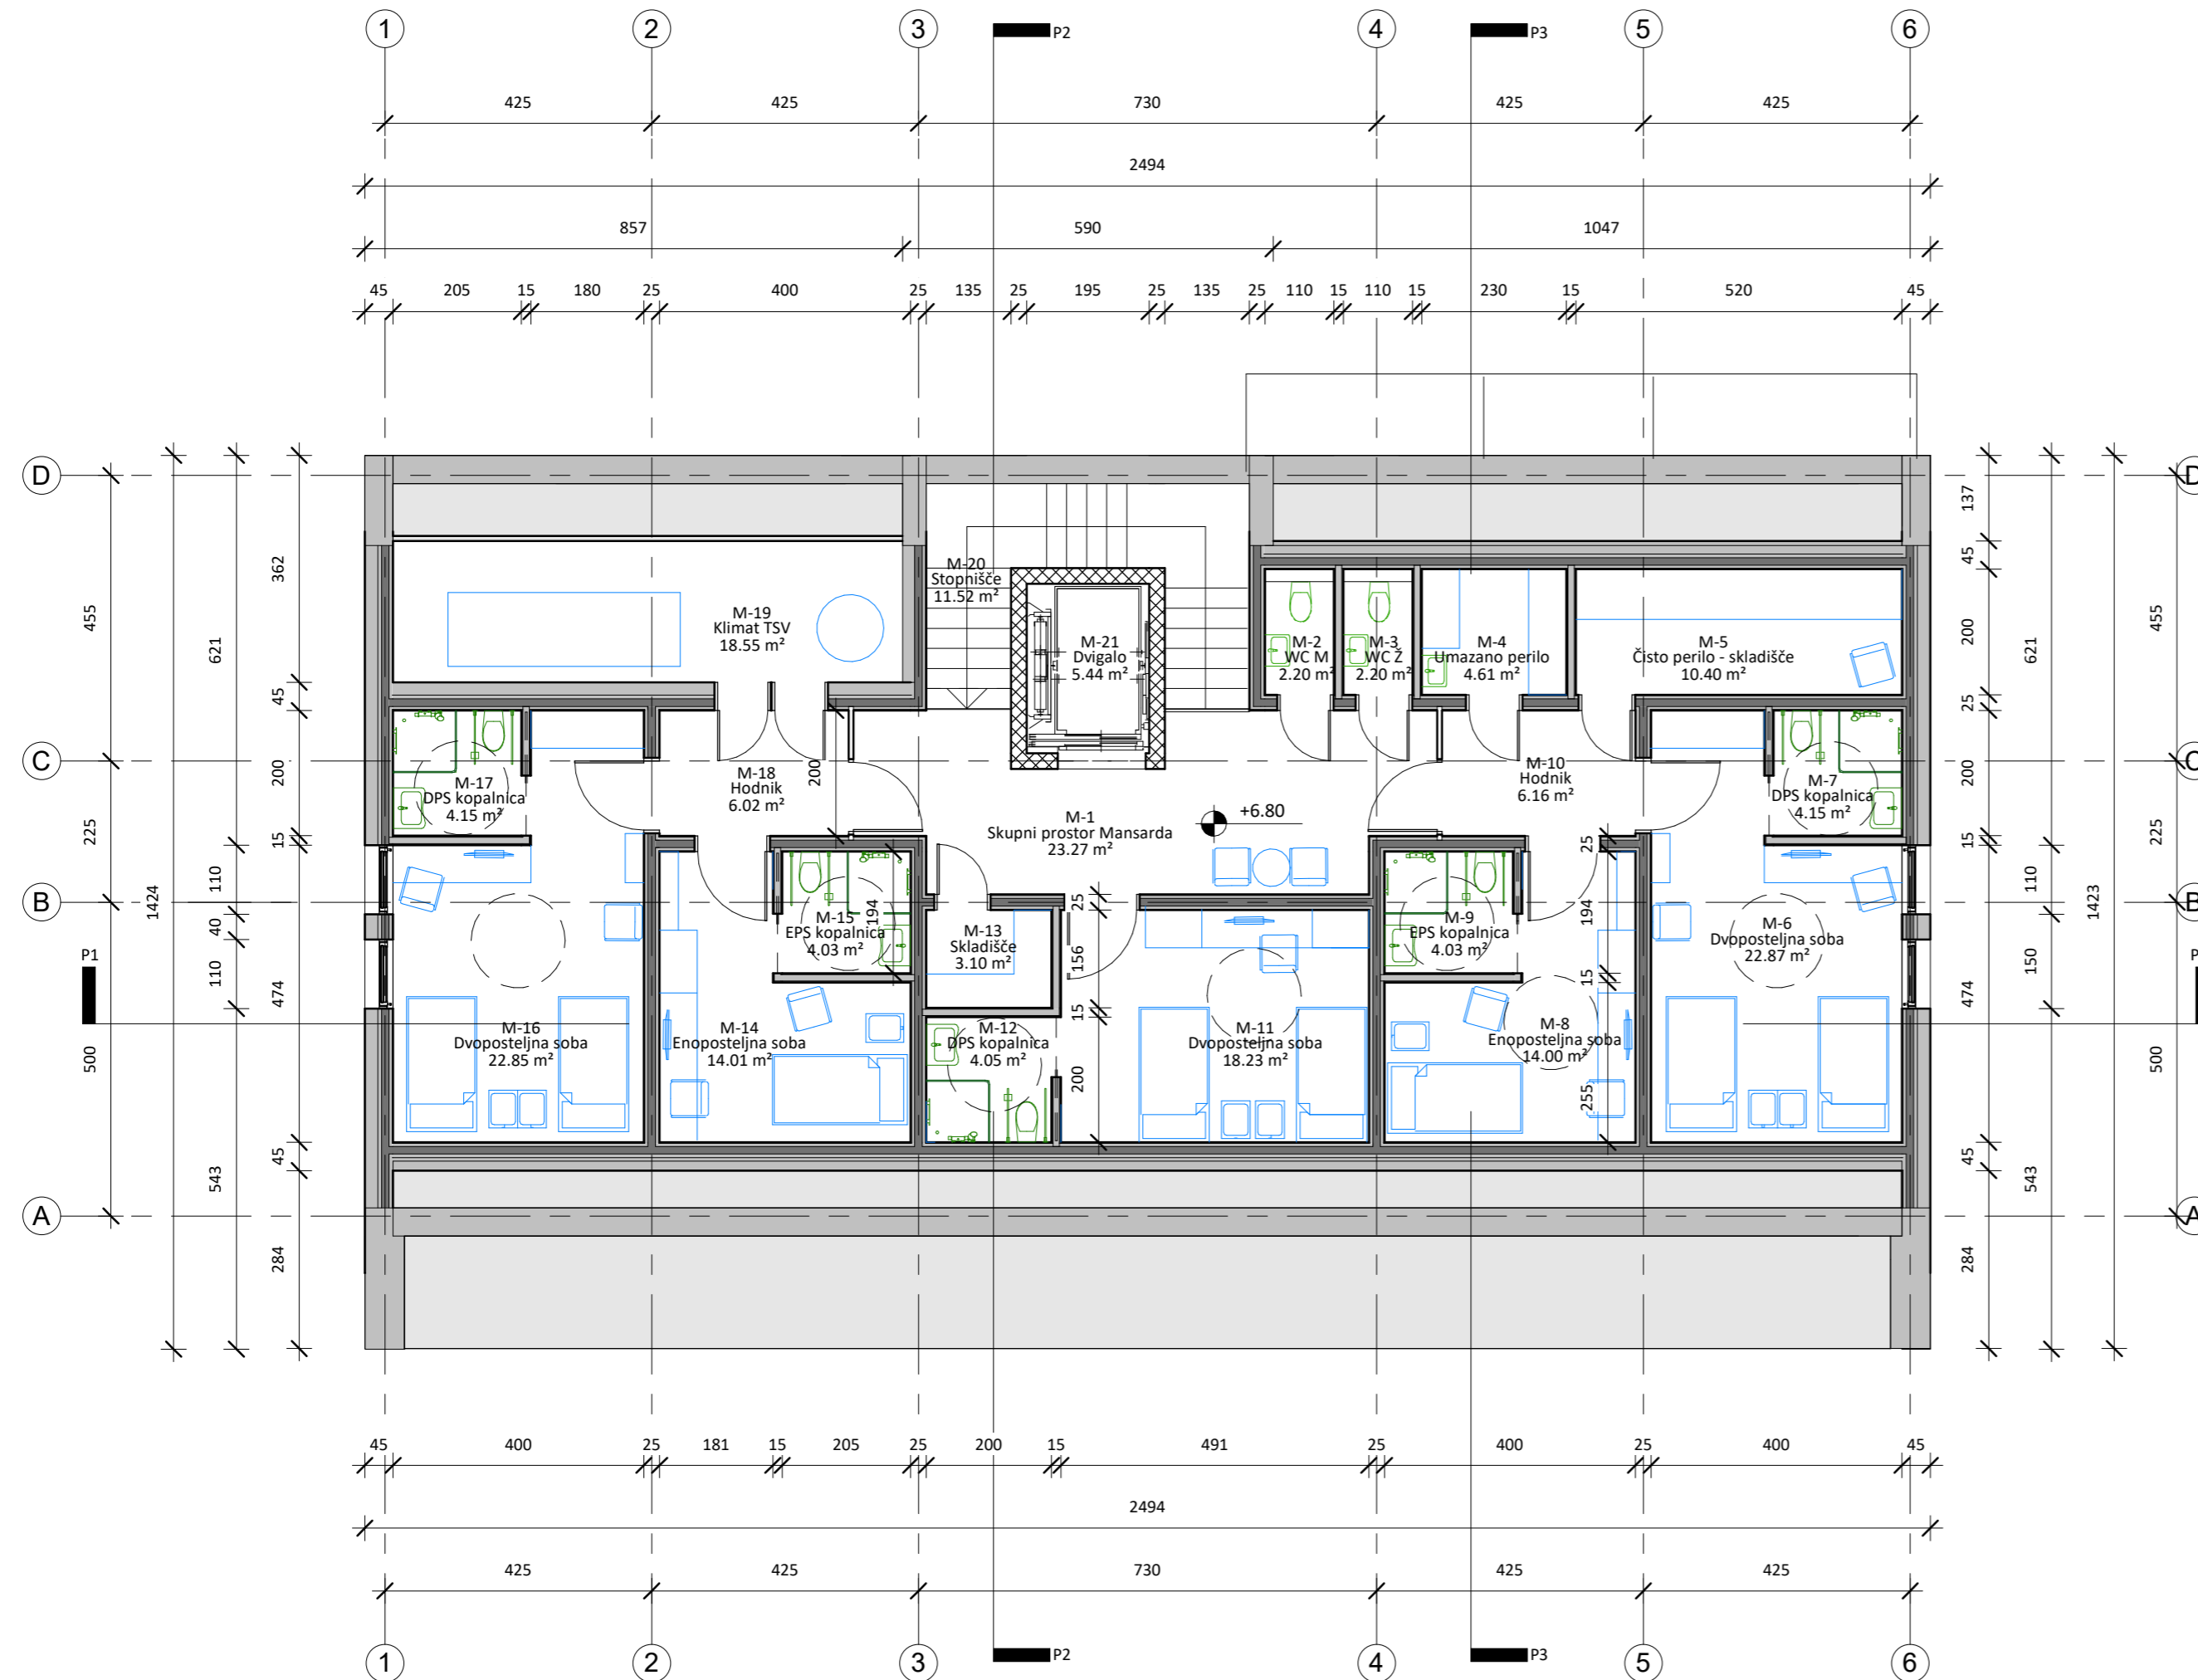 1 2 3 4 5 6
P2 P3
425 425 730 425 425
2494
857 590 1047
45 205 15 180 25 400 25 135 25 195 25 135 25 110 15 110 15 230 15 520 45
D D
455 225 500
1424
621 110 40 110 543
362 45 200 15 474 45 284
137 45 200 25 200 15 474 45 284
621 110 150 543
1423
455 225 500
C C
B B
A A
P1 P
M-20
Stopnišče
11.52 m²
M-19
Klimat TSV
18.55 m²
M-21
Dvigalo
5.44 m²
M-2
WC M
2.20 m²
M-3
WC Ž
2.20 m²
M-4
Umazano perilo
4.61 m²
M-5
Čisto perilo - skladišče
10.40 m²
M-17
DPS kopalnica
4.15 m²
M-18
Hodnik
6.02 m²
200
M-1
Skupni prostor Mansarda
23.27 m²
+6.80
M-10
Hodnik
6.16 m²
M-7
DPS kopalnica
4.15 m²
M-15
EPS kopalnica
4.03 m²
194
M-13
Skladišče
3.10 m²
25 156 15 200
M-9
EPS kopalnica
4.03 m²
25 194 15 255
M-6
Dvoposteljna soba
22.87 m²
M-16
Dvoposteljna soba
22.85 m²
M-14
Enoposteljna soba
14.01 m²
M-12
DPS kopalnica
4.05 m²
M-11
Dvoposteljna soba
18.23 m²
M-8
Enoposteljna soba
14.00 m²
45 400 25 181 15 205 25 200 15 491 25 400 25 400 45
2494
425 425 730 425 425
P2 P3
1 2 3 4 5 6